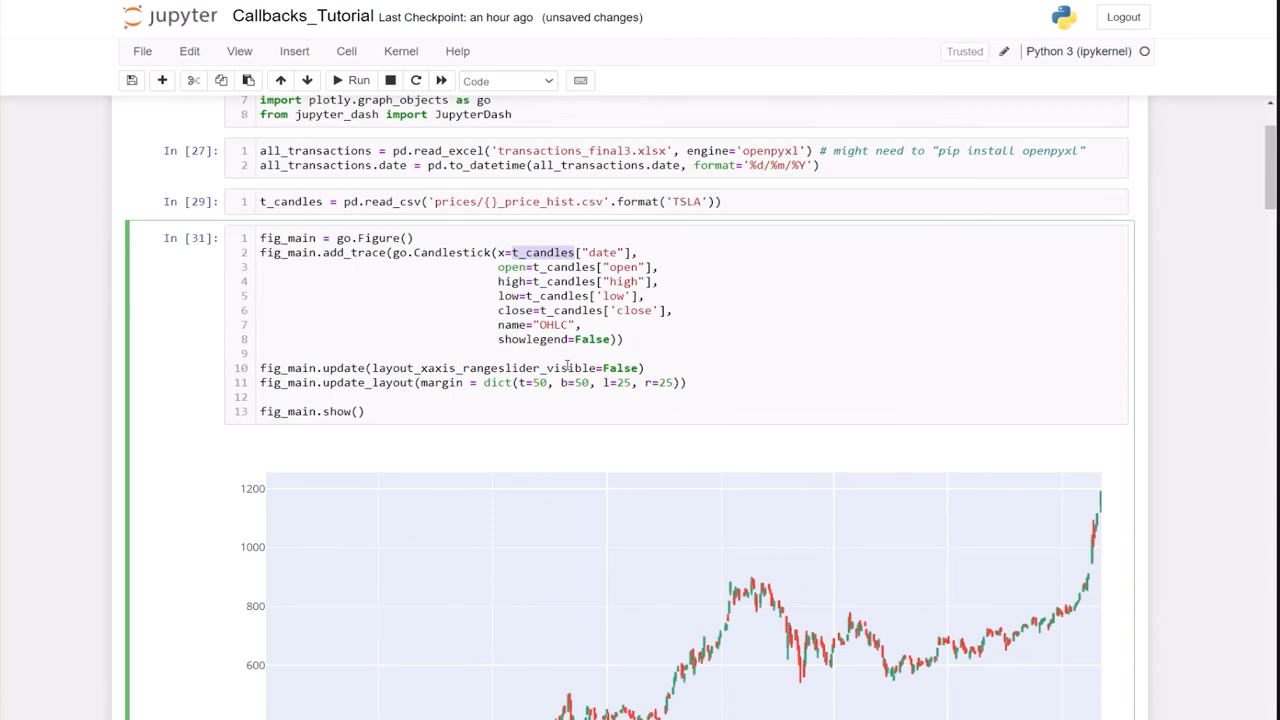 jupyter Callbacks_Tutorial Last Checkpoint: an hour ago (unsaved changes) Logout
File Edit View Insert Cell Kernel Help Trusted Python 3 (ipykernel)
Run Code
7 import plotly.graph_objects as go
8 from jupyter_dash import JupyterDash
In [27]: 1 all_transactions = pd.read_excel('transactions_final3.xlsx', engine='openpyxl') # might need to "pip install openpyxl"
2 all_transactions.date = pd.to_datetime(all_transactions.date, format='%d/%m/%Y')
In [29]: 1 t_candles = pd.read_csv('prices/{}_price_hist.csv'.format('TSLA'))
In [31]: 1 fig_main = go.Figure()
2 fig_main.add_trace(go.Candlestick(x=t_candles["date"],
3 open=t_candles["open"],
4 high=t_candles["high"],
5 low=t_candles['low'],
6 close=t_candles['close'],
7 name="OHLC",
8 showlegend=False))
9
10 fig_main.update(layout_xaxis_rangeslider_visible=False)
11 fig_main.update_layout(margin = dict(t=50, b=50, l=25, r=25))
12
13 fig_main.show()
1200
1000
800
600